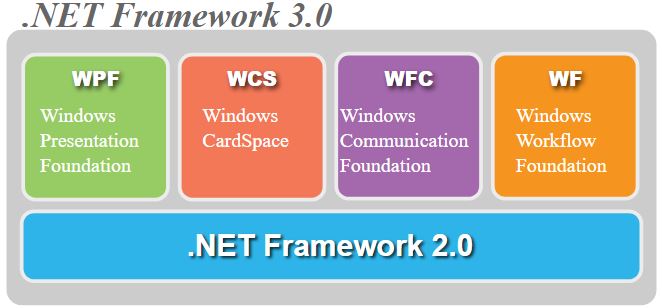 .NET Framework 3.0
WPF
Windows
Presentation
Foundation
WCS
Windows
CardSpace
WFC
Windows
Communication
Foundation
WF
Windows
Workflow
Foundation
.NET Framework 2.0